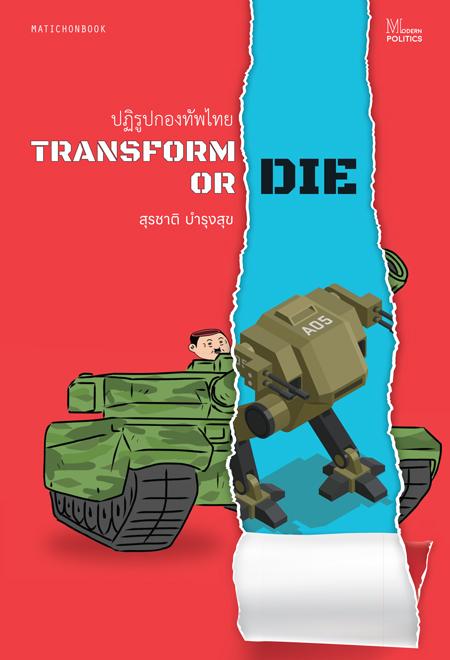 MATICHONBOOK
MODERN
POLITICS
ปฏิรูปกองทัพไทย
TRANSFORM
OR DIE
สุรชาติ บำรุงสุข
A05